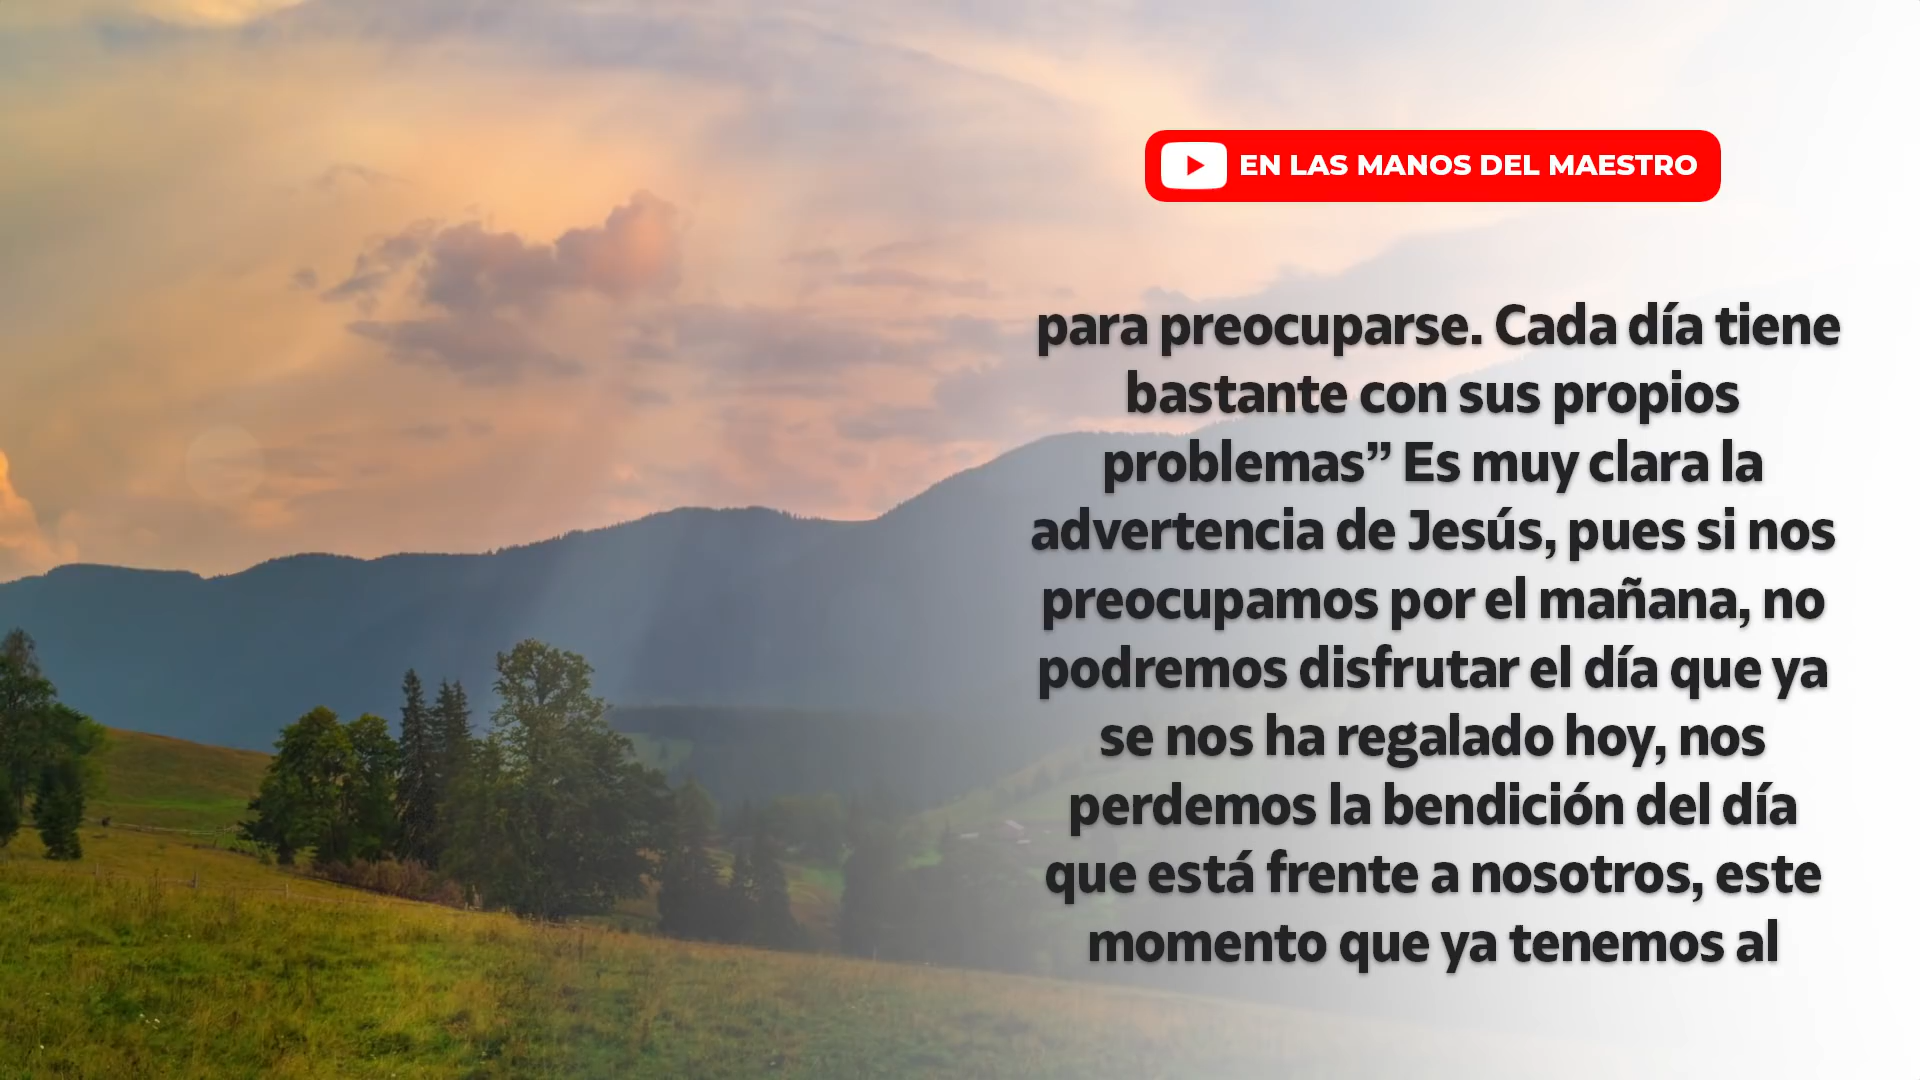 EN LAS MANOS DEL MAESTRO
para preocuparse. Cada día tiene
bastante con sus propios
problemas” Es muy clara la
advertencia de Jesús, pues si nos
preocupamos por el mañana, no
podremos disfrutar el día que ya
se nos ha regalado hoy, nos
perdemos la bendición del día
que está frente a nosotros, este
momento que ya tenemos al